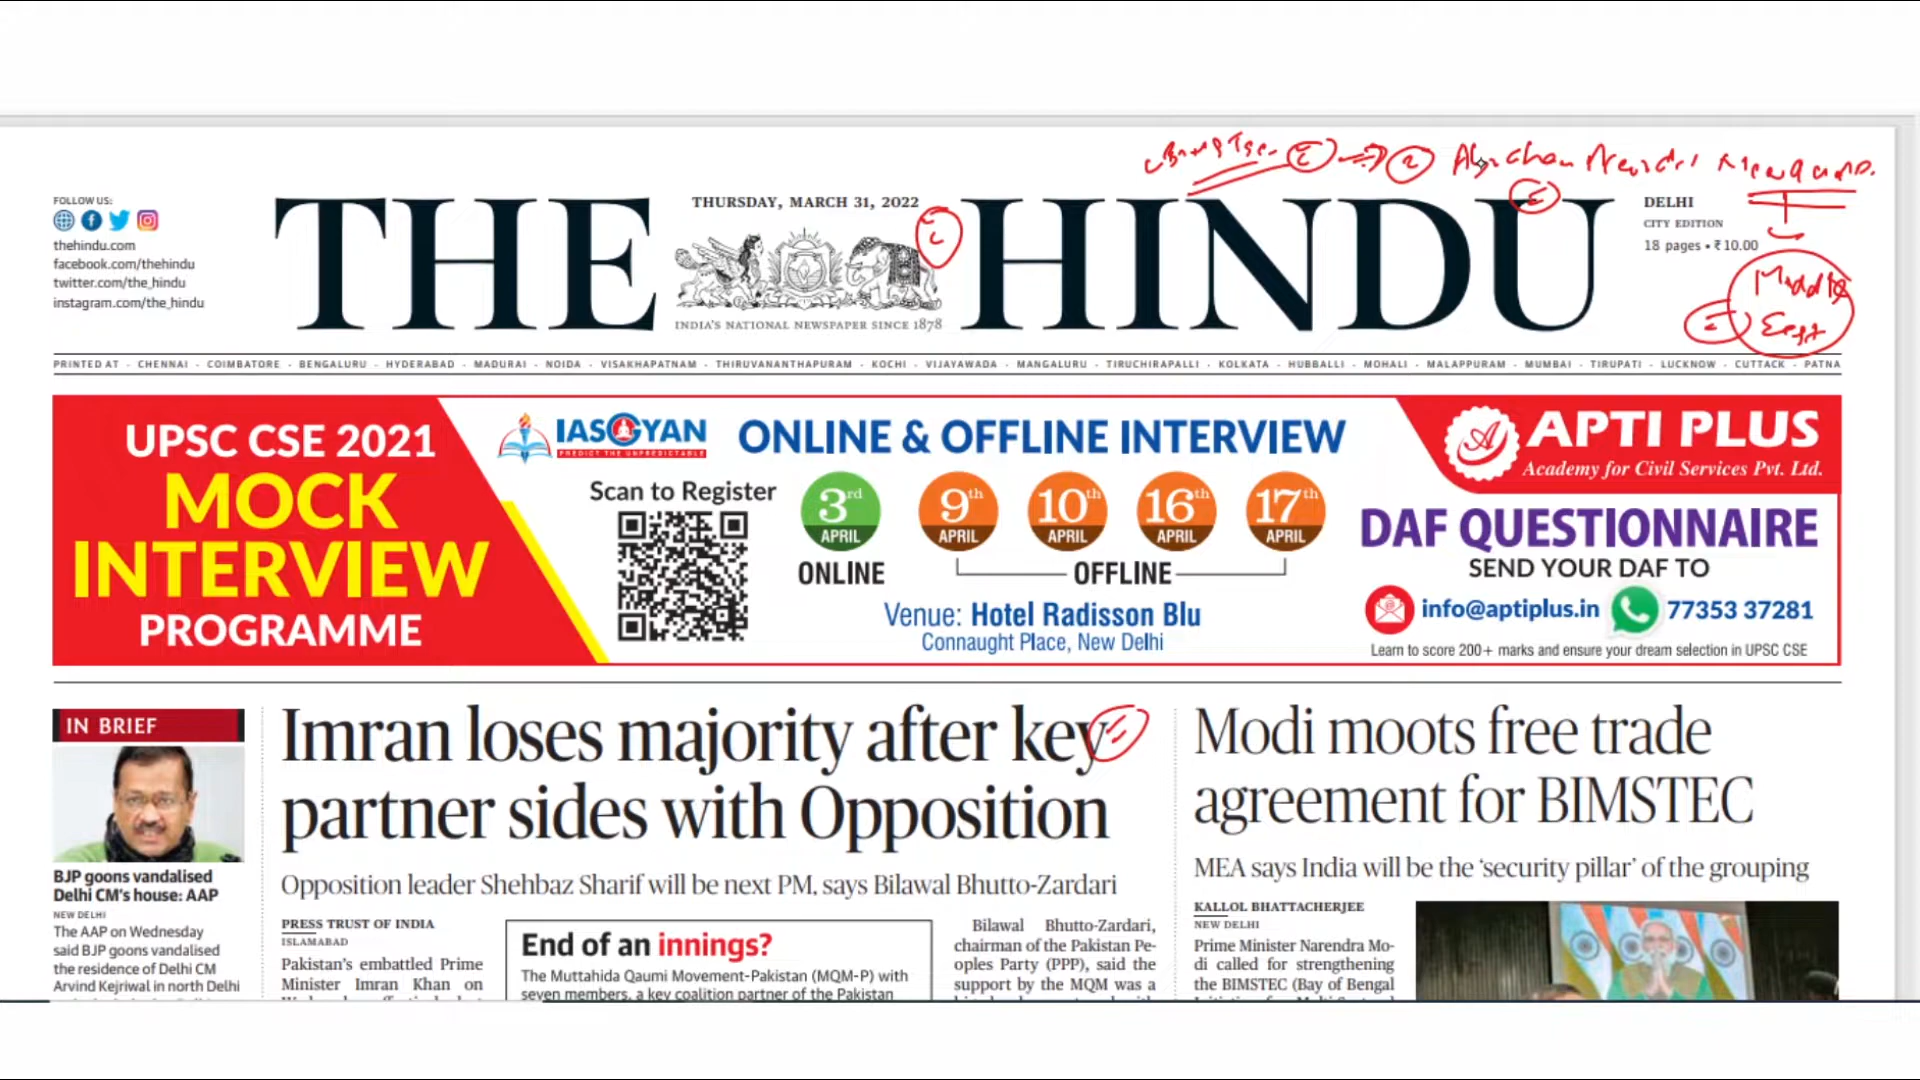 FOLLOW US:
thehindu.com
facebook.com/thehindu
twitter.com/the_hindu
instagram.com/the_hindu
THE HINDU
THURSDAY, MARCH 31, 2022
INDIA'S NATIONAL NEWSPAPER SINCE 1878
DELHI
CITY EDITION
18 pages • ₹10.00
Middle
East
PRINTED AT - CHENNAI - COIMBATORE - BENGALURU - HYDERABAD - MADURAI - NOIDA - VISAKHAPATNAM - THIRUVANANTHAPURAM - KOCHI - VIJAYAWADA - MANGALURU - TIRUCHIRAPALLI - KOLKATA - HUBBALLI - MOHALI - MALAPPURAM - MUMBAI - TIRUPATI - LUCKNOW - CUTTACK - PATNA
UPSC CSE 2021
MOCK
INTERVIEW
PROGRAMME
IASGYAN
PREDICT THE UNPREDICTABLE
ONLINE & OFFLINE INTERVIEW
Scan to Register
3rd APRIL
9th APRIL
10th APRIL
16th APRIL
17th APRIL
ONLINE
OFFLINE
Venue: Hotel Radisson Blu
Connaught Place, New Delhi
A APTI PLUS
Academy for Civil Services Pvt. Ltd.
DAF QUESTIONNAIRE
SEND YOUR DAF TO
info@aptiplus.in 77353 37281
Learn to score 200+ marks and ensure your dream selection in UPSC CSE
IN BRIEF
BJP goons vandalised
Delhi CM's house: AAP
NEW DELHI
The AAP on Wednesday
said BJP goons vandalised
the residence of Delhi CM
Arvind Kejriwal in north Delhi
Imran loses majority after key
partner sides with Opposition
Opposition leader Shehbaz Sharif will be next PM, says Bilawal Bhutto-Zardari
PRESS TRUST OF INDIA
ISLAMABAD
Pakistan's embattled Prime
Minister Imran Khan on
End of an innings?
The Muttahida Qaumi Movement-Pakistan (MQM-P) with
seven members, a key coalition partner of the Pakistan
Bilawal Bhutto-Zardari,
chairman of the Pakistan Pe-
oples Party (PPP), said the
support by the MQM was a
Modi moots free trade
agreement for BIMSTEC
MEA says India will be the 'security pillar' of the grouping
KALLOL BHATTACHERJEE
NEW DELHI
Prime Minister Narendra Mo-
di called for strengthening
the BIMSTEC (Bay of Bengal